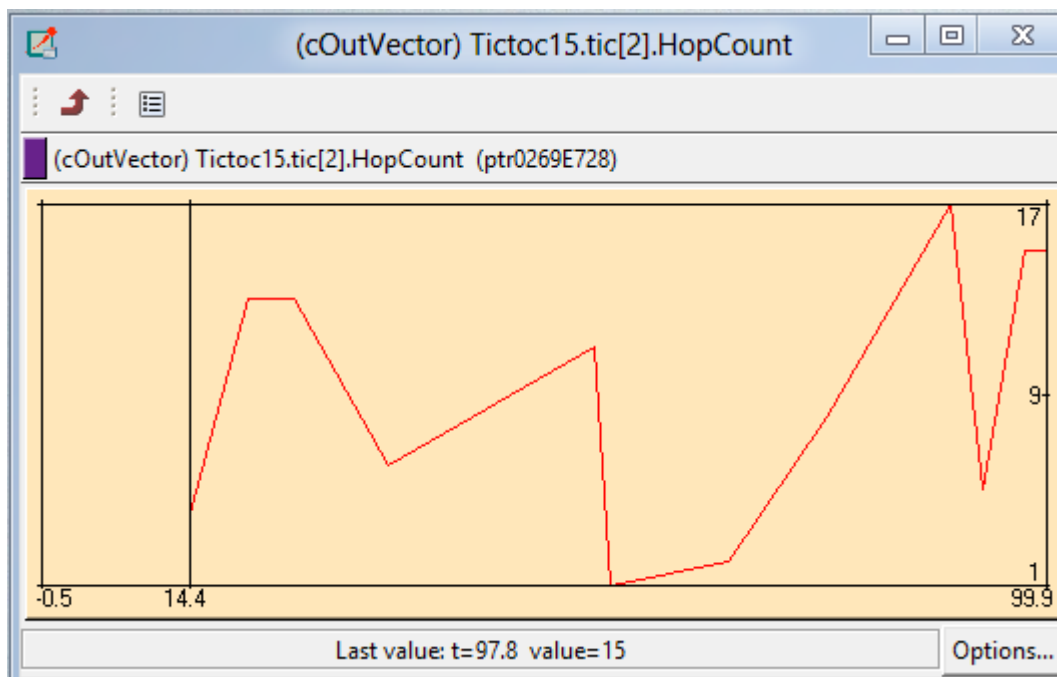 (cOutVector) Tictoc15.tic[2].HopCount
(cOutVector) Tictoc15.tic[2].HopCount (ptr0269E728)
17
9
1
-0.5 14.4 99.9
Last value: t=97.8 value=15 Options...